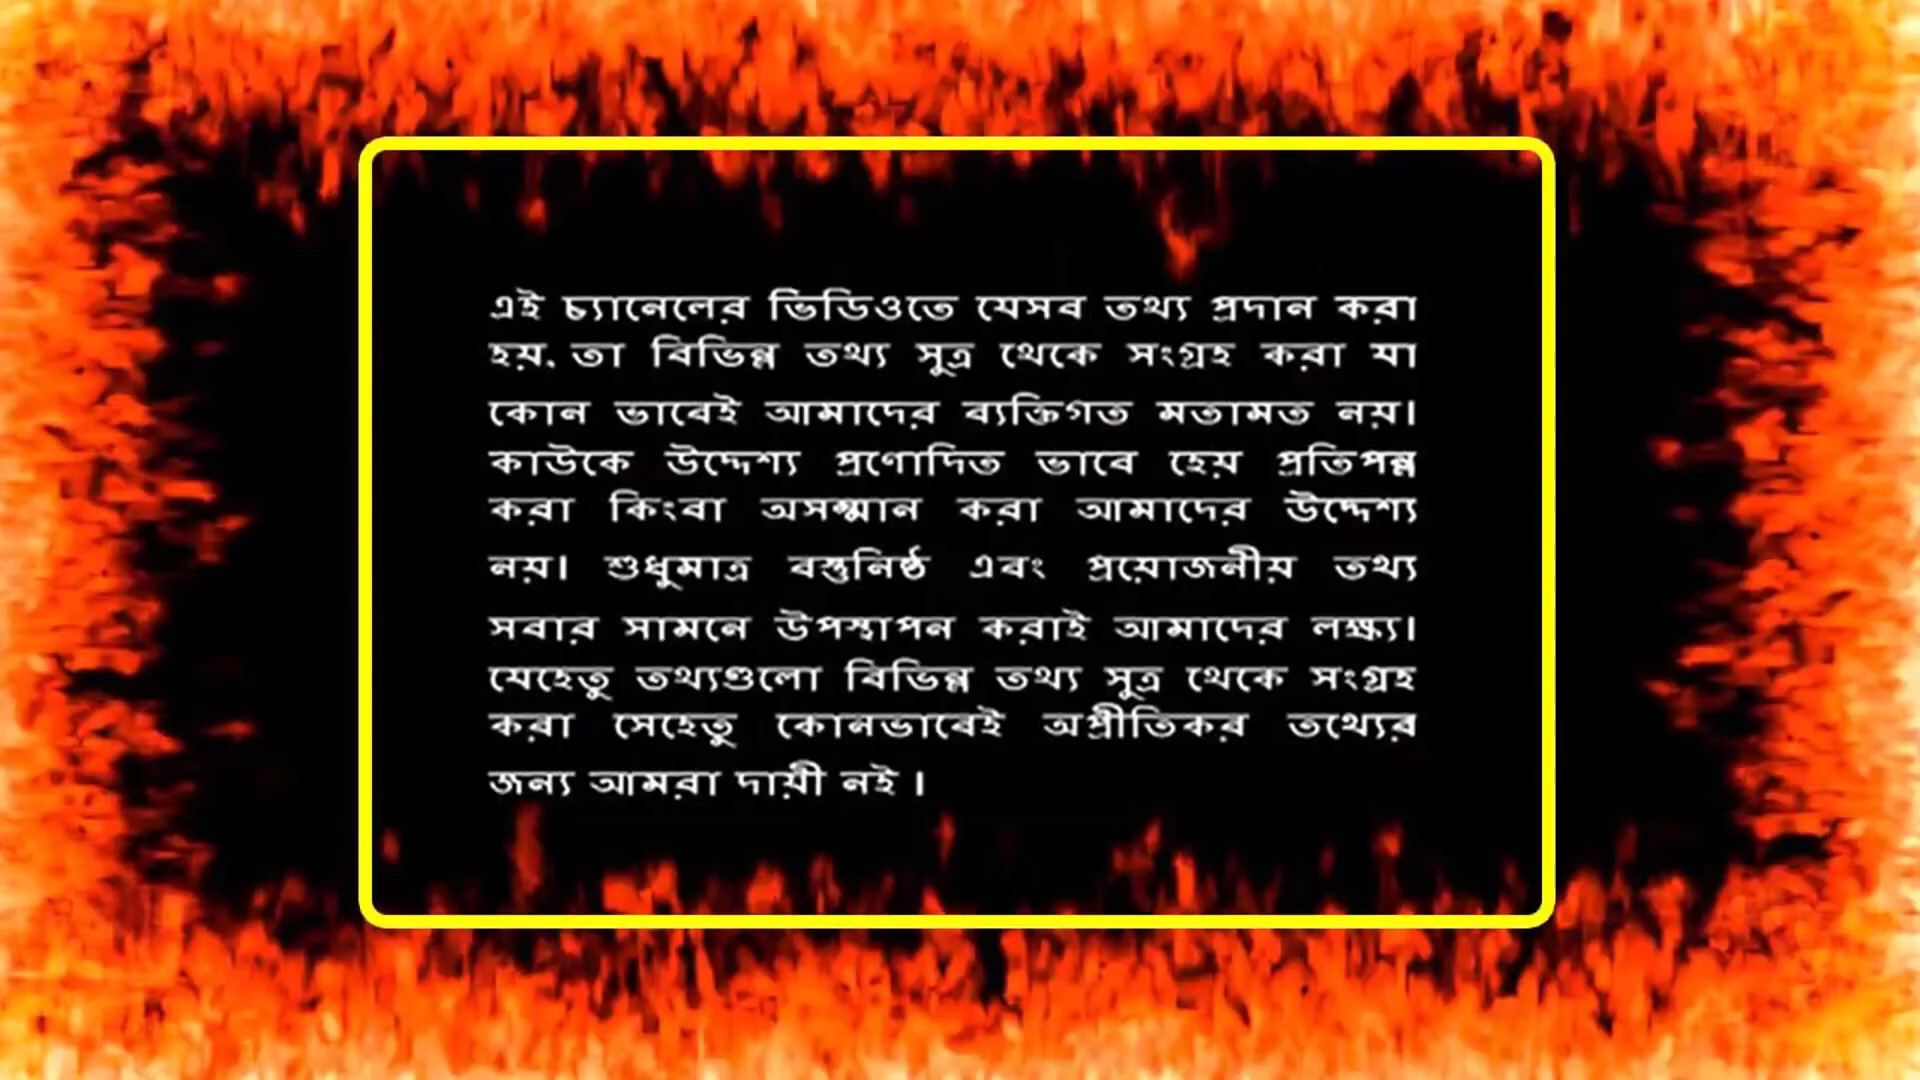 এই চ্যানেলের ভিডিওতে যেসব তথ্য প্রদান করা
হয়. তা বিভিন্ন তথ্য সুত্র থেকে সংগ্রহ করা যা
কোন ভাবেই আমাদের ব্যক্তিগত মতামত নয়।
কাউকে উদ্দেশ্য প্রণোদিত ভাবে হেয় প্রতিপন্ন
করা কিংবা অসম্মান করা আমাদের উদ্দেশ্য
নয়। শুধুমাত্র বস্তুনিষ্ঠ এবং প্রয়োজনীয় তথ্য
সবার সামনে উপস্থাপন করাই আমাদের লক্ষ্য।
যেহেতু তথ্যগুলো বিভিন্ন তথ্য সুত্র থেকে সংগ্রহ
করা সেহেতু কোনভাবেই অপ্রীতিকর তথ্যের
জন্য আমরা দায়ী নই ।